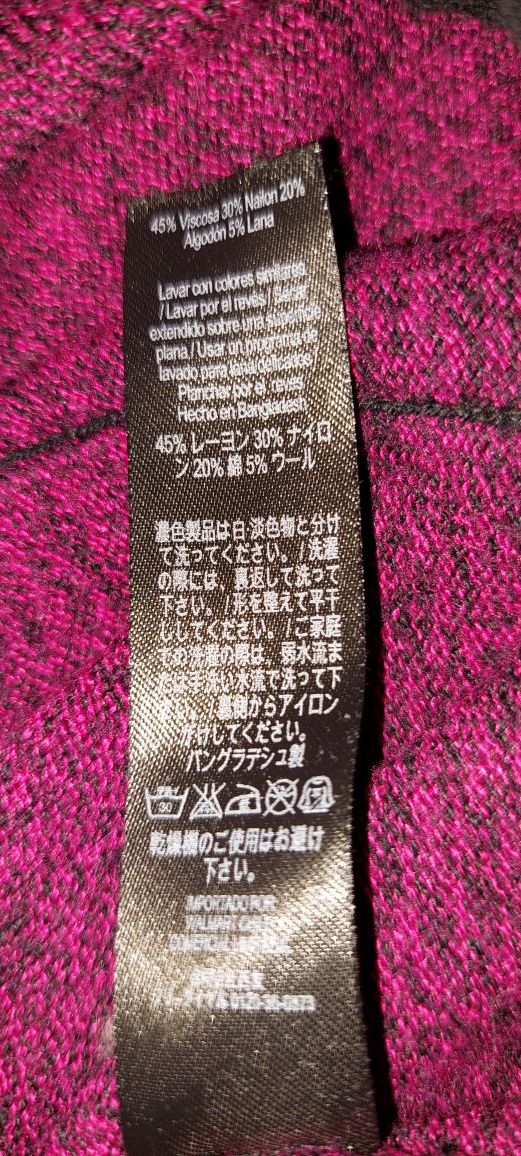 45% Viscosa 30% Nailon 20%
Algodón 5% Lana
Lavar con colores similares
/ Lavar por el revés / Secar
extendido sobre una superficie
plana / Usar un programa de
lavado para lana/delicados/
Planchar por el reves
Hecho en Bangladesh
45% レーヨン 30% ナイロ
ン 20% 綿 5% ウール
濃色製品は白・淡色物と分け
て洗ってください。/洗濯
の際には、裏返して洗って
下さい。/形を整えて平干
ししてください。/ご家庭
での洗濯の際は、弱水流ま
たは手洗い水流で洗って下
さい。/裏側からアイロン
がけしてください。
バングラデシュ製
30
乾燥機のご使用はお避け
下さい。
IMPORTADO POR:
WALMART
COMERCIAL